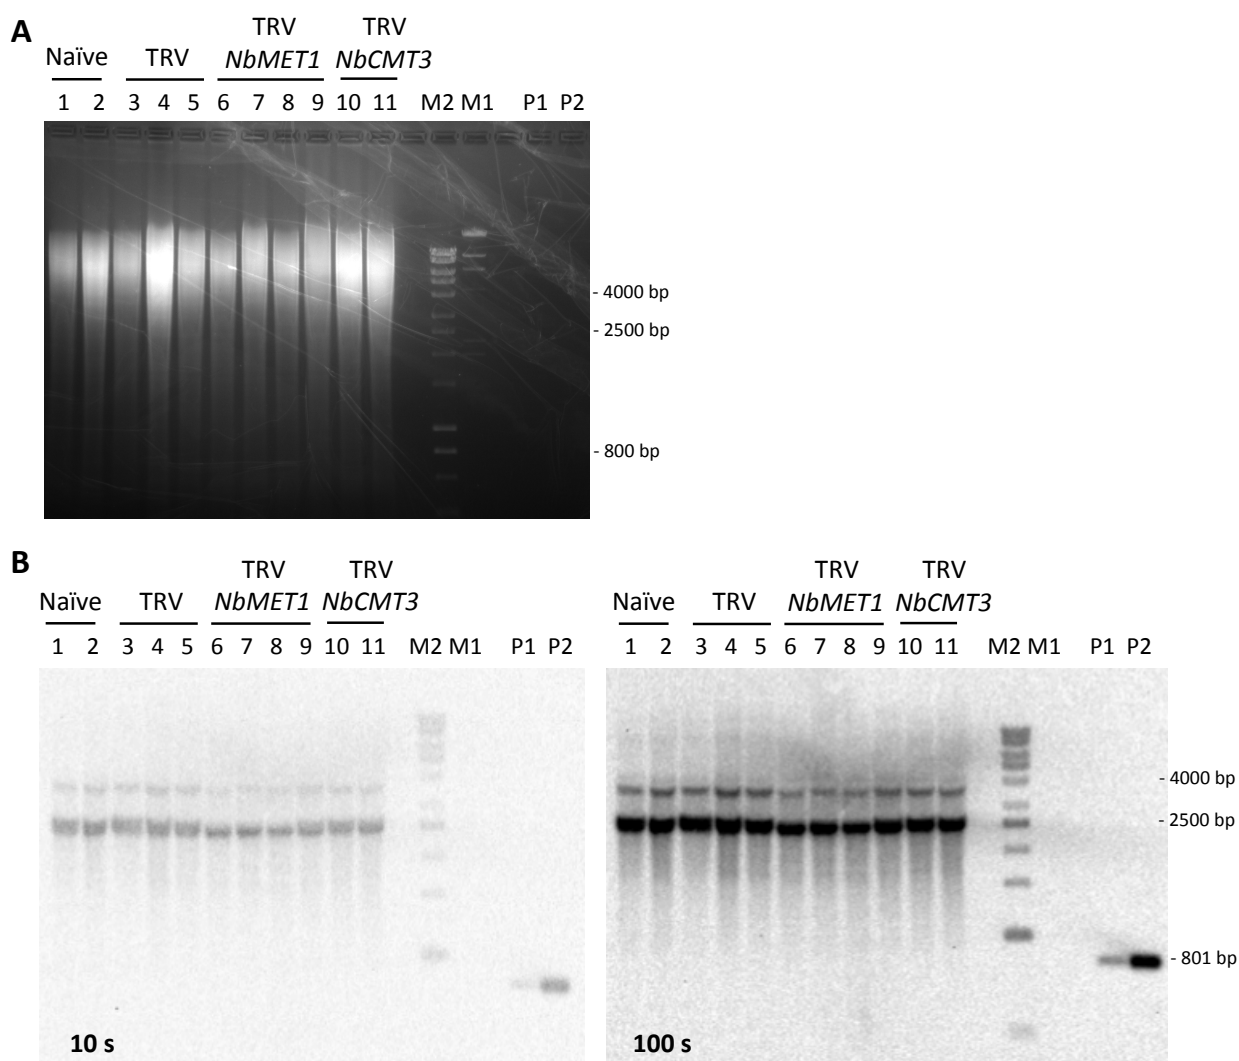 A
TRV TRV
Naïve TRV NbMET1 NbCMT3
1 2 3 4 5 6 7 8 9 10 11 M2 M1 P1 P2
- 4000 bp
- 2500 bp
- 800 bp
B
TRV TRV
Naïve TRV NbMET1 NbCMT3
1 2 3 4 5 6 7 8 9 10 11 M2 M1 P1 P2
10 s
TRV TRV
Naïve TRV NbMET1 NbCMT3
1 2 3 4 5 6 7 8 9 10 11 M2 M1 P1 P2
- 4000 bp
- 2500 bp
- 801 bp
100 s